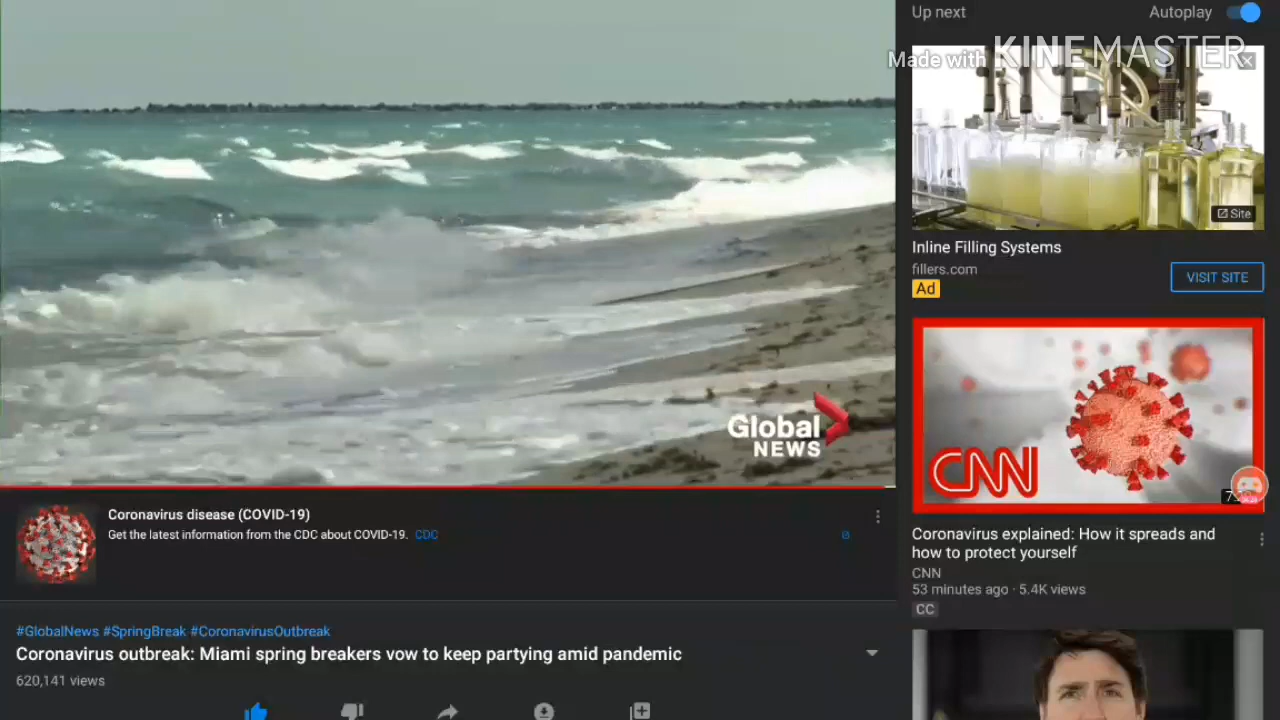 Up next
Autoplay
Made with KINEMASTER
Site
Inline Filling Systems
fillers.com
VISIT SITE
Ad
Global
NEWS
CNN
Coronavirus disease (COVID-19)
Get the latest information from the CDC about COVID-19. CDC
Coronavirus explained: How it spreads and
how to protect yourself
CNN
53 minutes ago · 5.4K views
CC
#GlobalNews #SpringBreak #CoronavirusOutbreak
Coronavirus outbreak: Miami spring breakers vow to keep partying amid pandemic
620,141 views